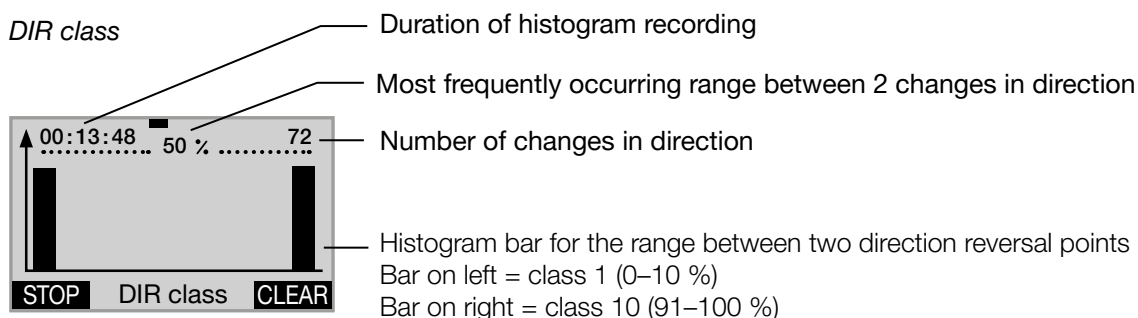 DIR class
Duration of histogram recording
Most frequently occurring range between 2 changes in direction
00:13:48 50 % 72
Number of changes in direction
Histogram bar for the range between two direction reversal points
Bar on left = class 1 (0–10 %)
STOP DIR class CLEAR
Bar on right = class 10 (91–100 %)